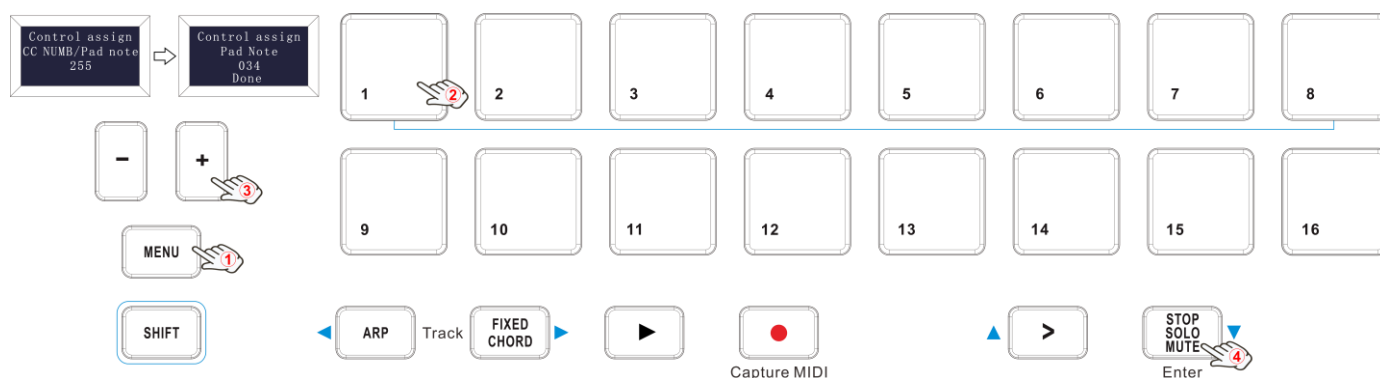 Control assign
CC NUMB/Pad note
255
Control assign
Pad Note
034
Done
1
2
2
3
4
5
6
7
8
-
+
3
9
10
11
12
13
14
15
16
MENU
1
SHIFT
ARP
Track
FIXED
CHORD
Capture MIDI
>
STOP
SOLO
MUTE
4
Enter